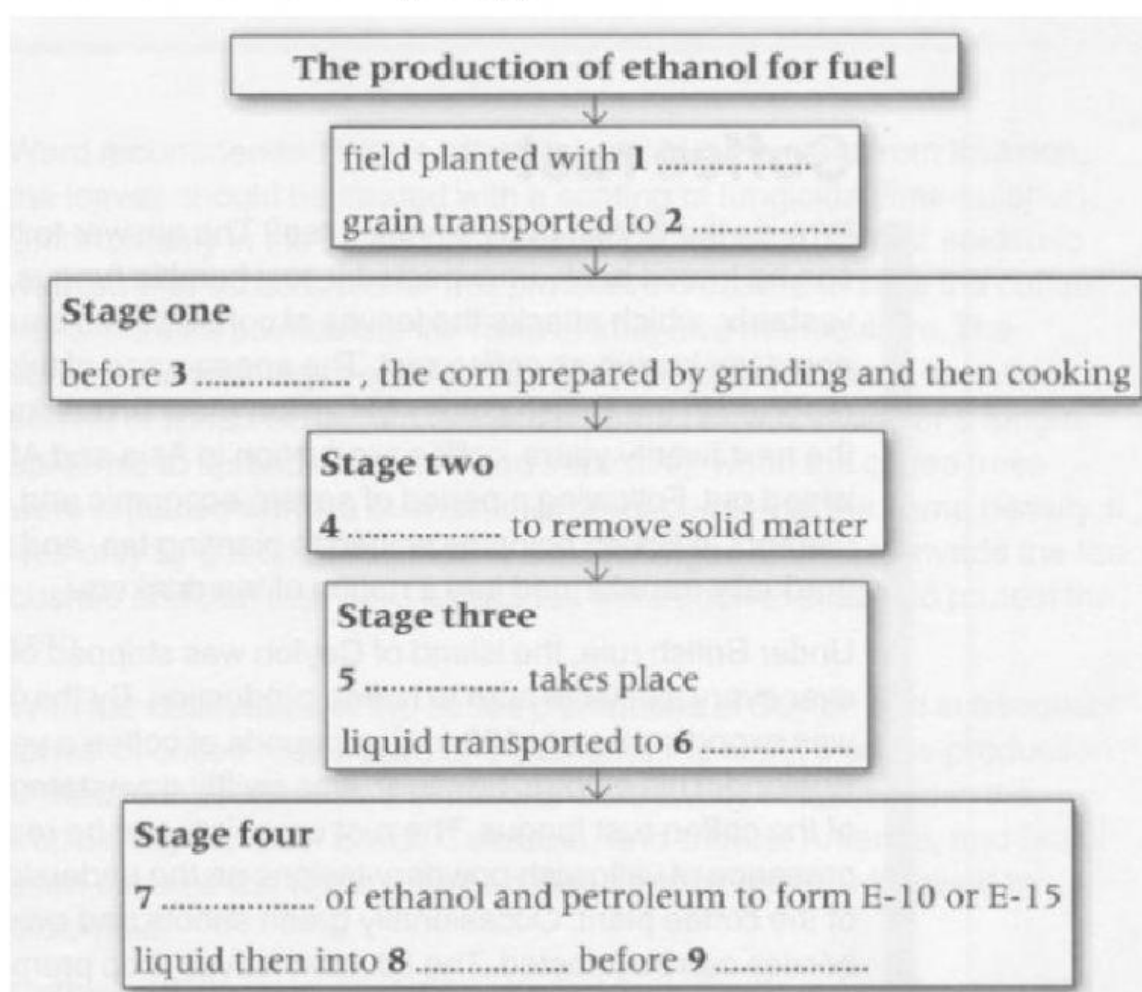 The production of ethanol for fuel
field planted with 1 ..................
grain transported to 2 ..................
Stage one
before 3 .................. , the corn prepared by grinding and then cooking
Stage two
4 .................. to remove solid matter
Stage three
5 .................. takes place
liquid transported to 6 ..................
Stage four
7 .................. of ethanol and petroleum to form E-10 or E-15
liquid then into 8 .................. before 9 ..................